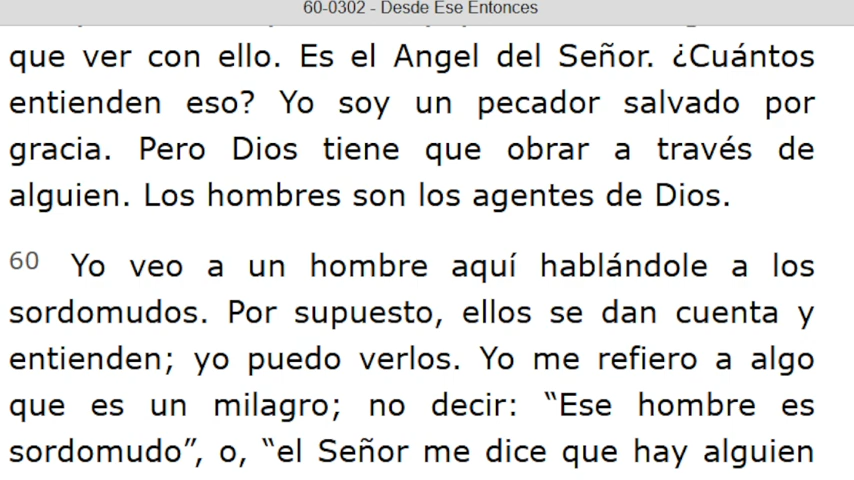 60-0302 - Desde Ese Entonces
que ver con ello. Es el Angel del Señor. ¿Cuántos
entienden eso? Yo soy un pecador salvado por
gracia. Pero Dios tiene que obrar a través de
alguien. Los hombres son los agentes de Dios.
60 Yo veo a un hombre aquí hablándole a los
sordomudos. Por supuesto, ellos se dan cuenta y
entienden; yo puedo verlos. Yo me refiero a algo
que es un milagro; no decir: “Ese hombre es
sordomudo”, o, “el Señor me dice que hay alguien